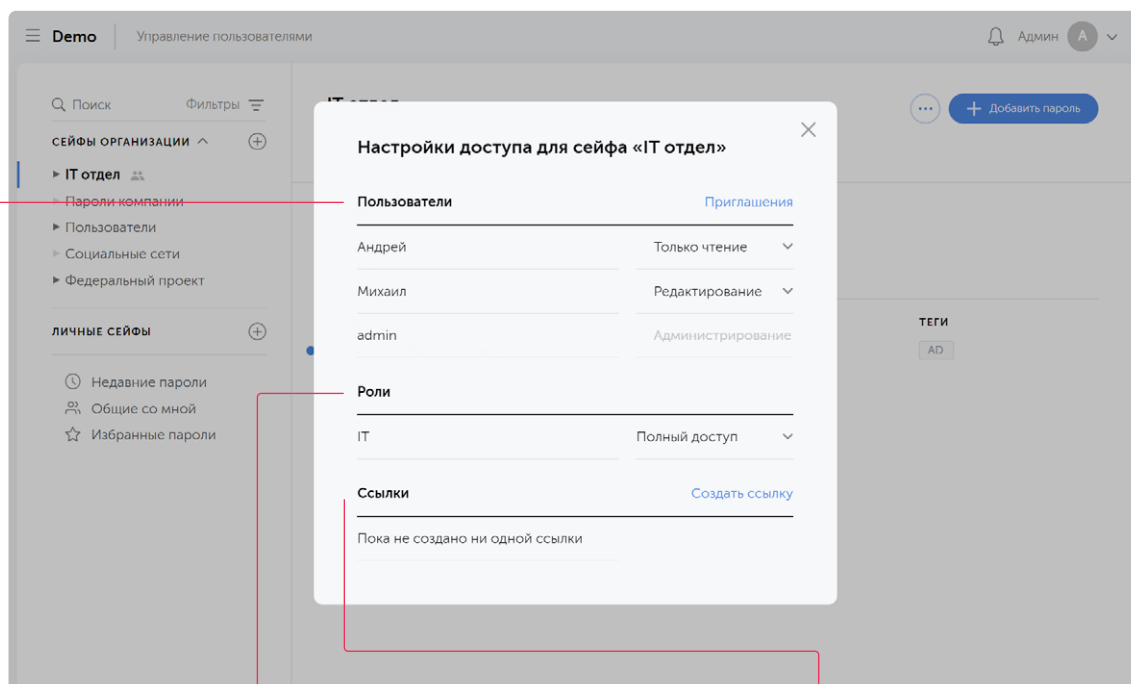 Demo
Управление пользователями
Админ
А
Поиск
Фильтры
СЕЙФЫ ОРГАНИЗАЦИИ
IT отдел
Пароли компании
Пользователи
Социальные сети
Федеральный проект
ЛИЧНЫЕ СЕЙФЫ
Недавние пароли
Общие со мной
Избранные пароли
IT отдел
Добавить пароль
ТЕГИ
AD
Настройки доступа для сейфа «IT отдел»
Пользователи Приглашения
Андрей Только чтение
Михаил Редактирование
admin Администрирование
Роли
IT Полный доступ
Ссылки Создать ссылку
Пока не создано ни одной ссылки